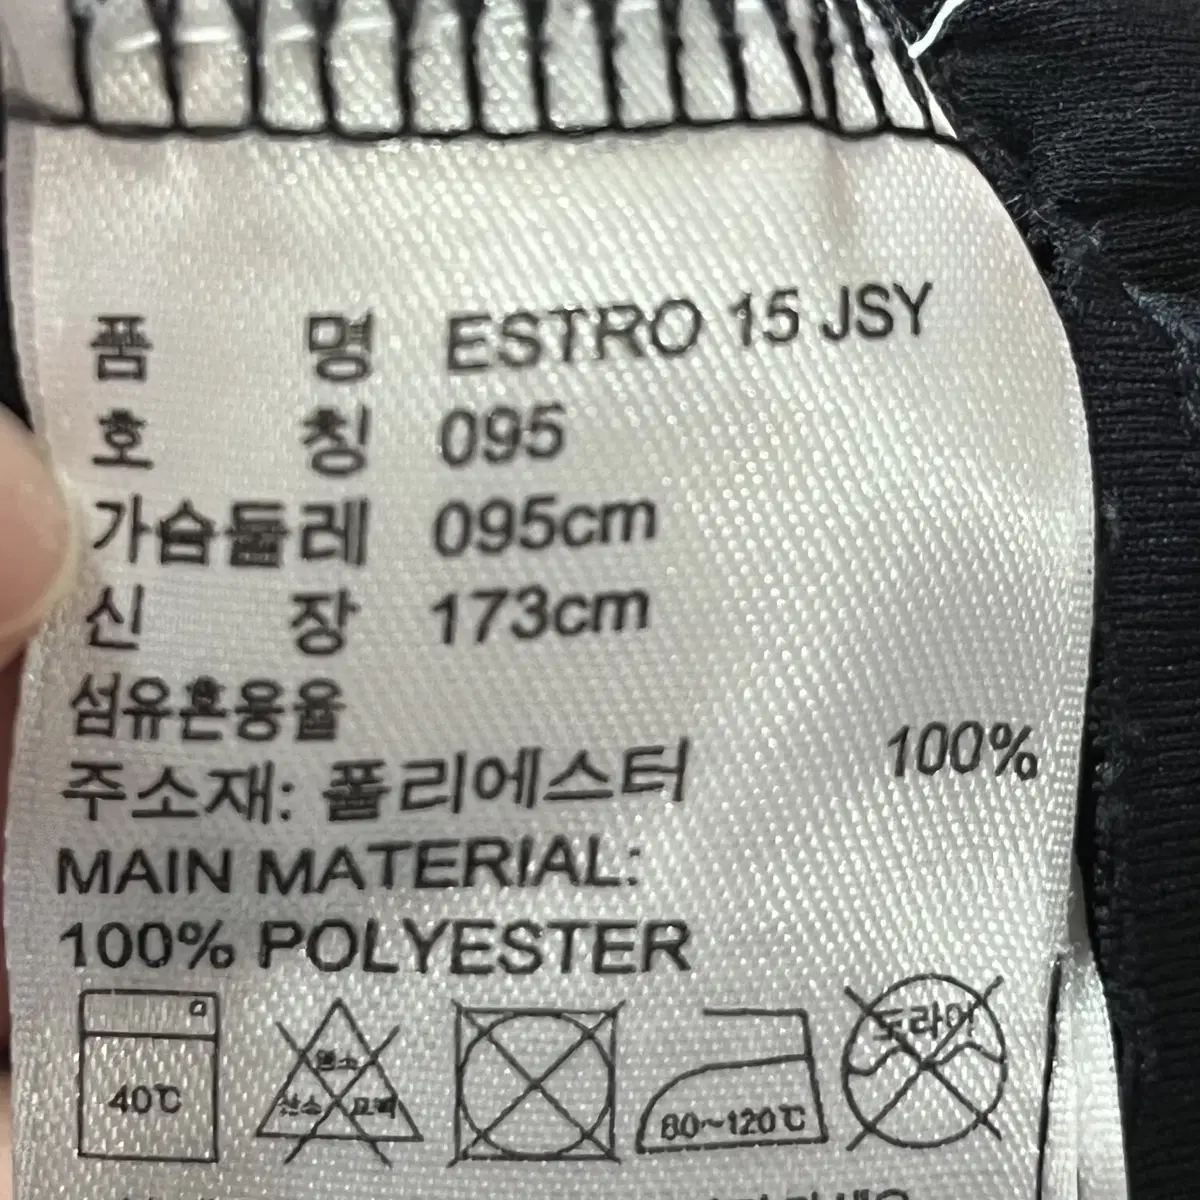 품 명 ESTRO 15 JSY
호 칭 095
가슴둘레 095cm
신 장 173cm
섬유혼용율
주소재: 폴리에스터 100%
MAIN MATERIAL:
100% POLYESTER
40℃
염소
산소 표백
80~120℃
드라이